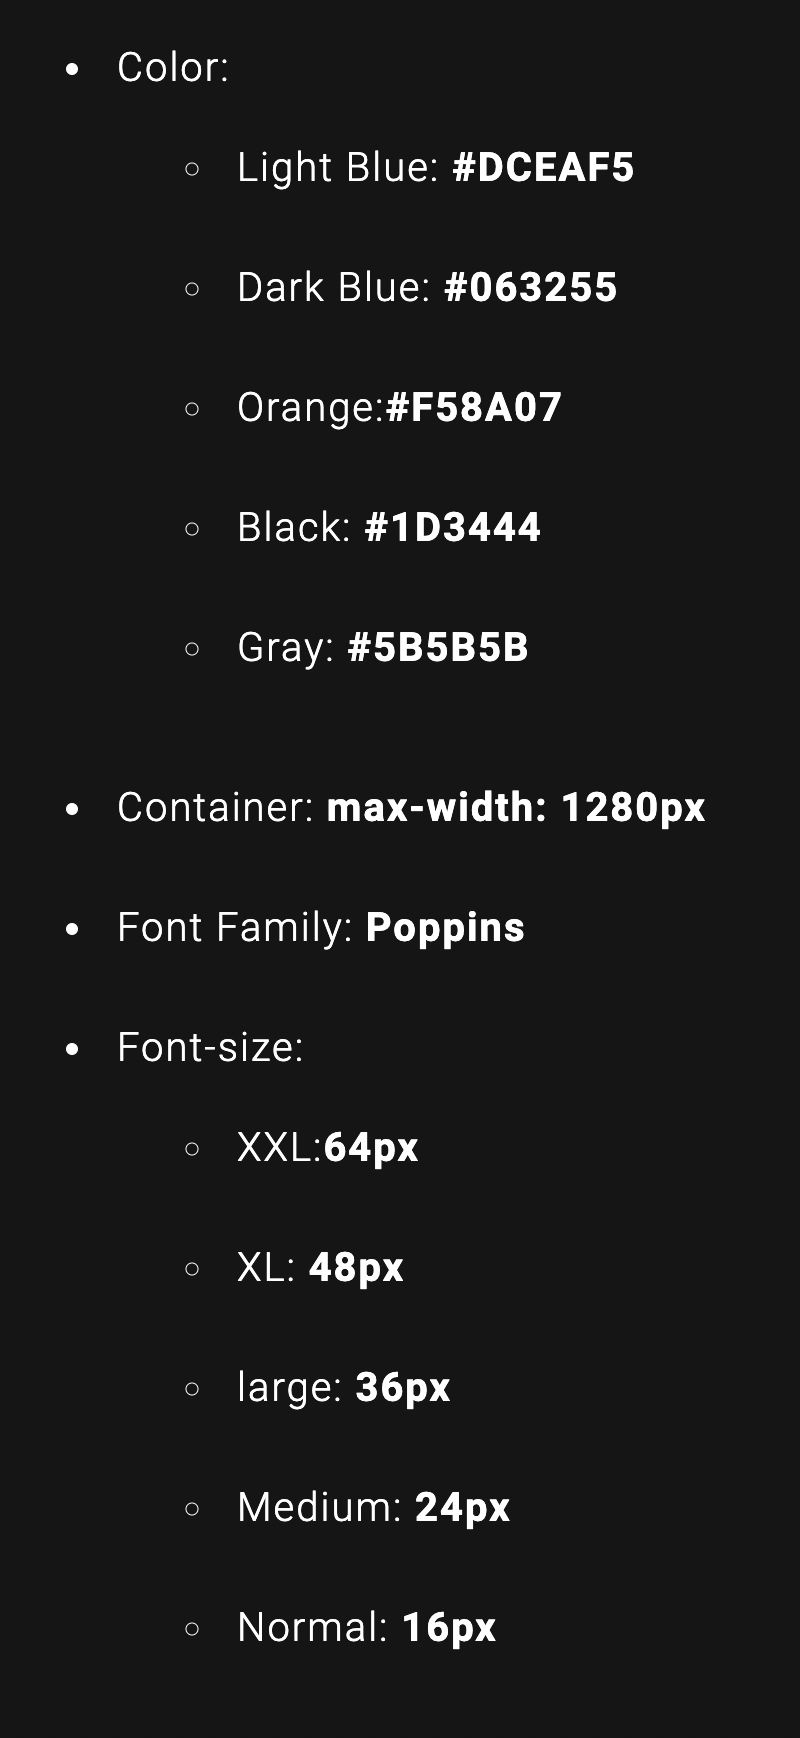 Color:
Light Blue: #DCEAF5
Dark Blue: #063255
Orange:#F58A07
Black: #1D3444
Gray: #5B5B5B
Container: max-width: 1280px
Font Family: Poppins
Font-size:
XXL:64px
XL: 48px
large: 36px
Medium: 24px
Normal: 16px